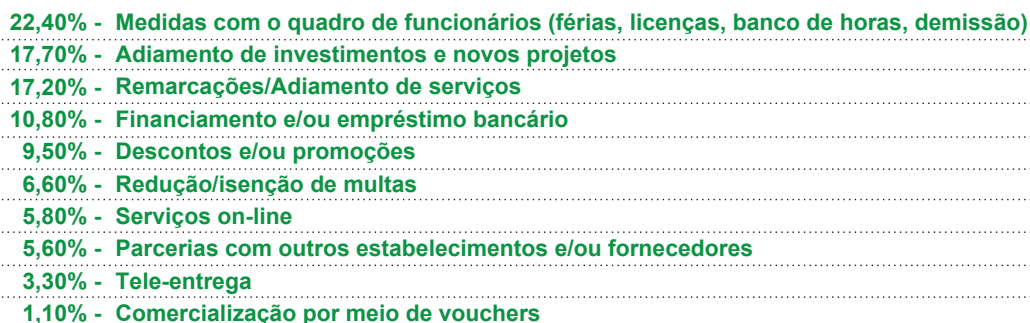 22,40% - Medidas com o quadro de funcionários (férias, licenças, banco de horas, demissão)
17,70% - Adiamento de investimentos e novos projetos
17,20% - Remarcações/Adiamento de serviços
10,80% - Financiamento e/ou empréstimo bancário
9,50% - Descontos e/ou promoções
6,60% - Redução/isenção de multas
5,80% - Serviços on-line
5,60% - Parcerias com outros estabelecimentos e/ou fornecedores
3,30% - Tele-entrega
1,10% - Comercialização por meio de vouchers